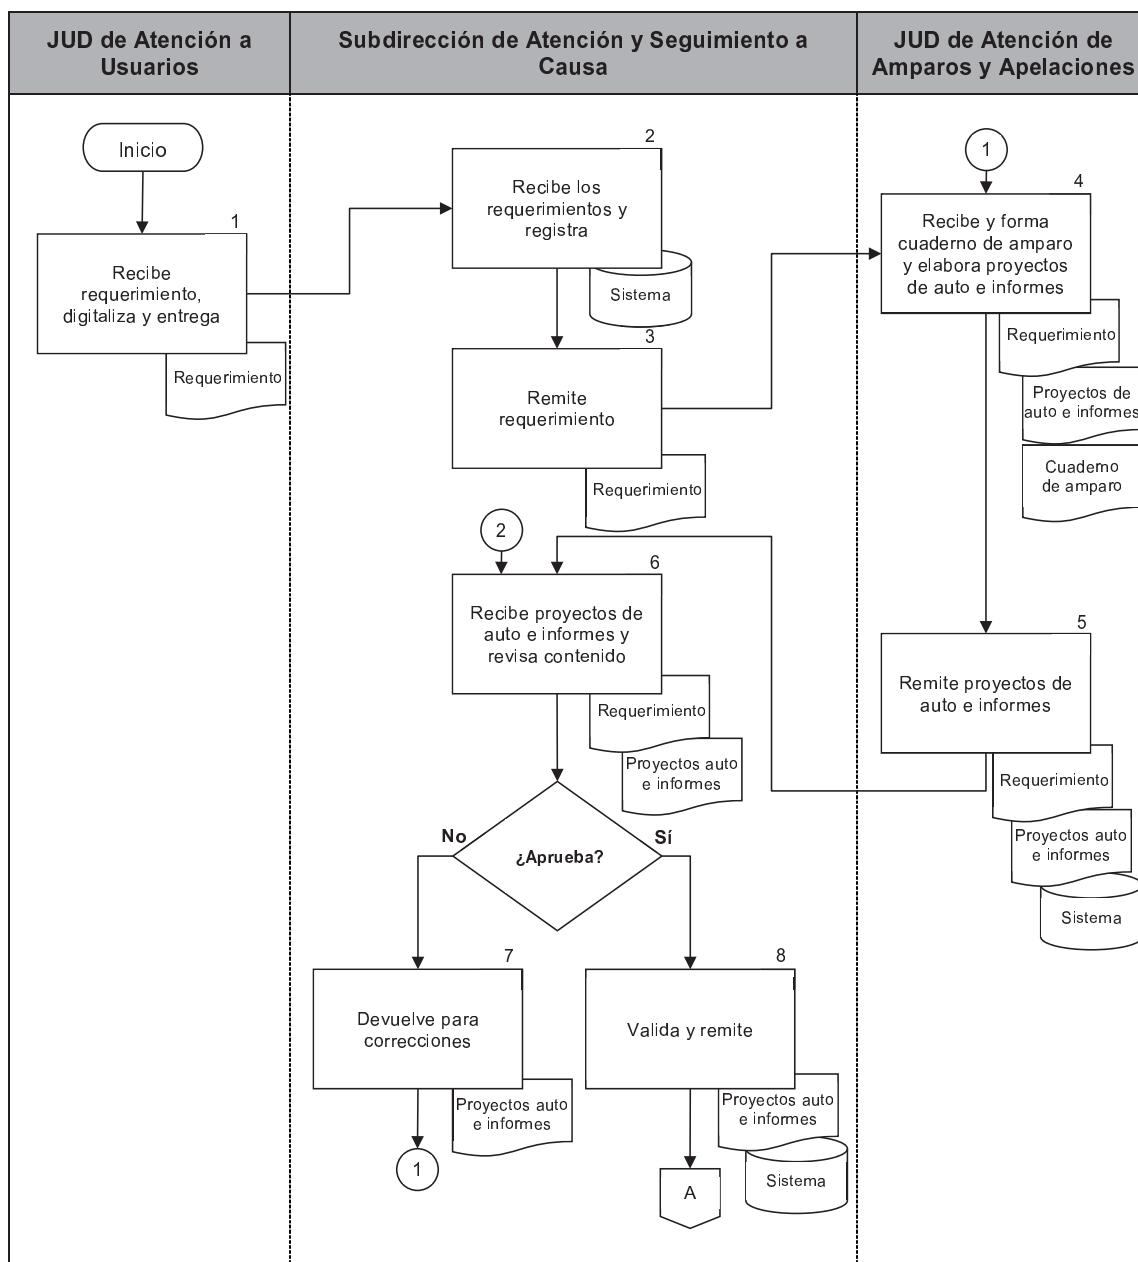 JUD de Atención a
Usuarios
Subdirección de Atención y Seguimiento a
Causa
JUD de Atención de
Amparos y Apelaciones
Inicio
1
Recibe
requerimiento,
digitaliza y entrega
Requerimiento
2
Recibe los
requerimientos y
registra
Sistema
3
Remite
requerimiento
Requerimiento
1
4
Recibe y forma
cuaderno de amparo
y elabora proyectos
de auto e informes
Requerimiento
Proyectos de
auto e informes
Cuaderno
de amparo
5
Remite proyectos de
auto e informes
Requerimiento
Proyectos auto
e informes
Sistema
2
6
Recibe proyectos de
auto e informes y
revisa contenido
Requerimiento
Proyectos auto
e informes
¿Aprueba?
No
Sí
7
Devuelve para
correcciones
Proyectos auto
e informes
1
8
Valida y remite
Proyectos auto
e informes
Sistema
A